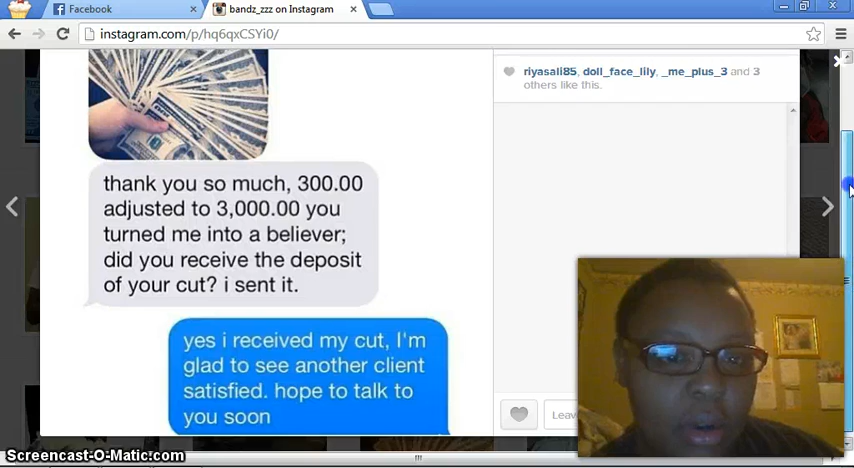 Facebook
bandz_zzz on Instagram
instagram.com/p/hq6qxCSYi0/
riyasali85, doll_face_lily, _me_plus_3 and 3
others like this.
thank you so much, 300.00
adjusted to 3,000.00 you
turned me into a believer;
did you receive the deposit
of your cut? i sent it.
yes i received my cut, I'm
glad to see another client
satisfied. hope to talk to
you soon
Leav
Screencast-O-Matic.com